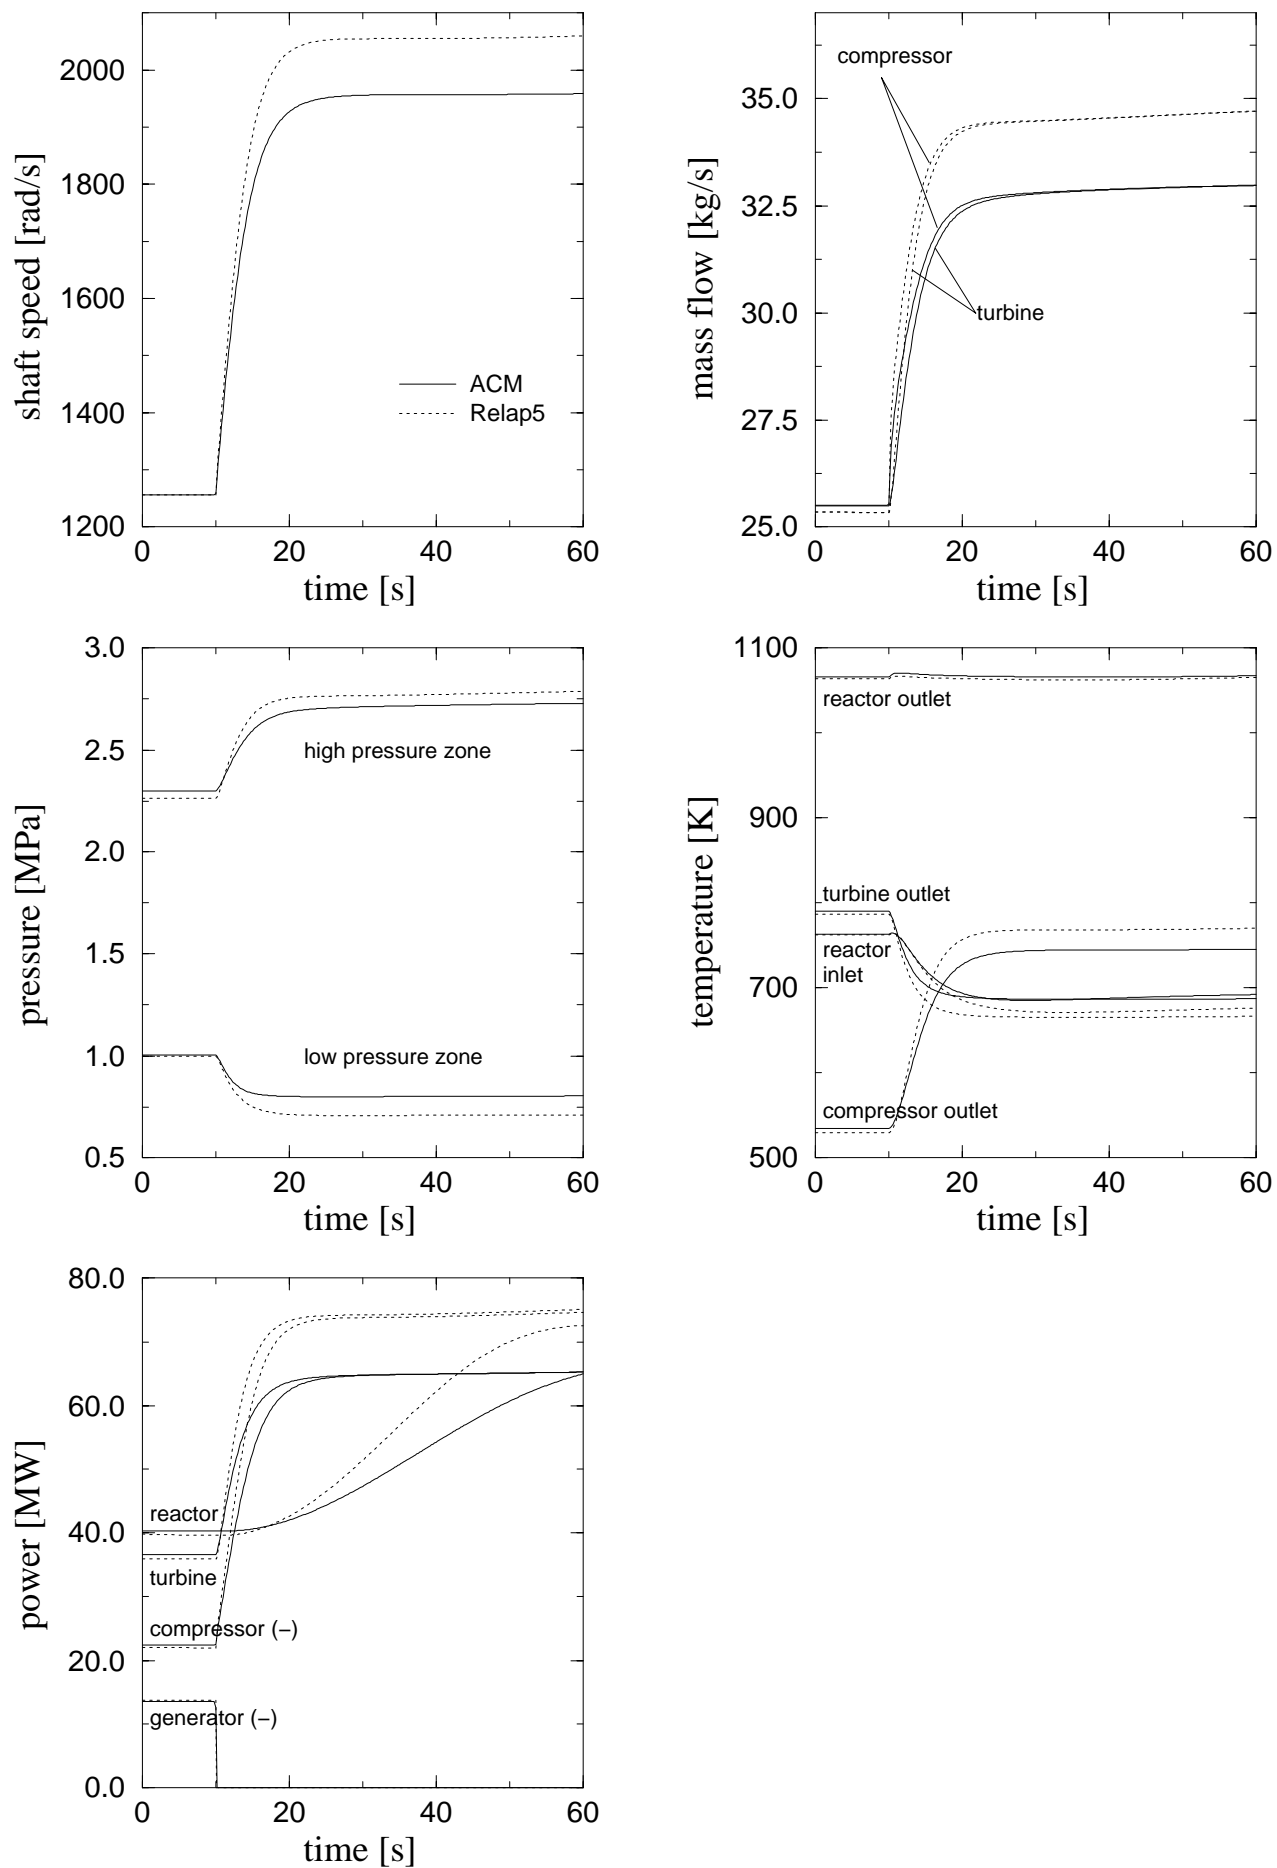 2000
1800
1600
1400
1200
shaft speed [rad/s]
ACM
Relap5
0
20
40
60
time [s]
35.0
32.5
30.0
27.5
25.0
mass flow [kg/s]
compressor
turbine
0
20
40
60
time [s]
3.0
2.5
2.0
1.5
1.0
0.5
pressure [MPa]
high pressure zone
low pressure zone
0
20
40
60
time [s]
1100
900
700
500
temperature [K]
reactor outlet
turbine outlet
reactor
inlet
compressor outlet
0
20
40
60
time [s]
80.0
60.0
40.0
20.0
0.0
power [MW]
reactor
turbine
compressor (−)
generator (−)
0
20
40
60
time [s]